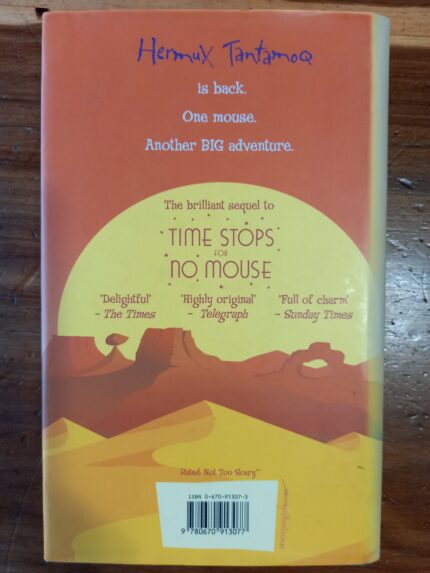 Hermux Tantamoq
is back.
One mouse.
Another BIG adventure.
The brilliant sequel to
TIME STOPS
FOR
NO MOUSE
'Delightful'
– The Times
'Highly original'
– Telegraph
'Full of charm'
– Sunday Times
"Rated: Not Too Scary"
ISBN 0-670-91307-3
9 780670 913077